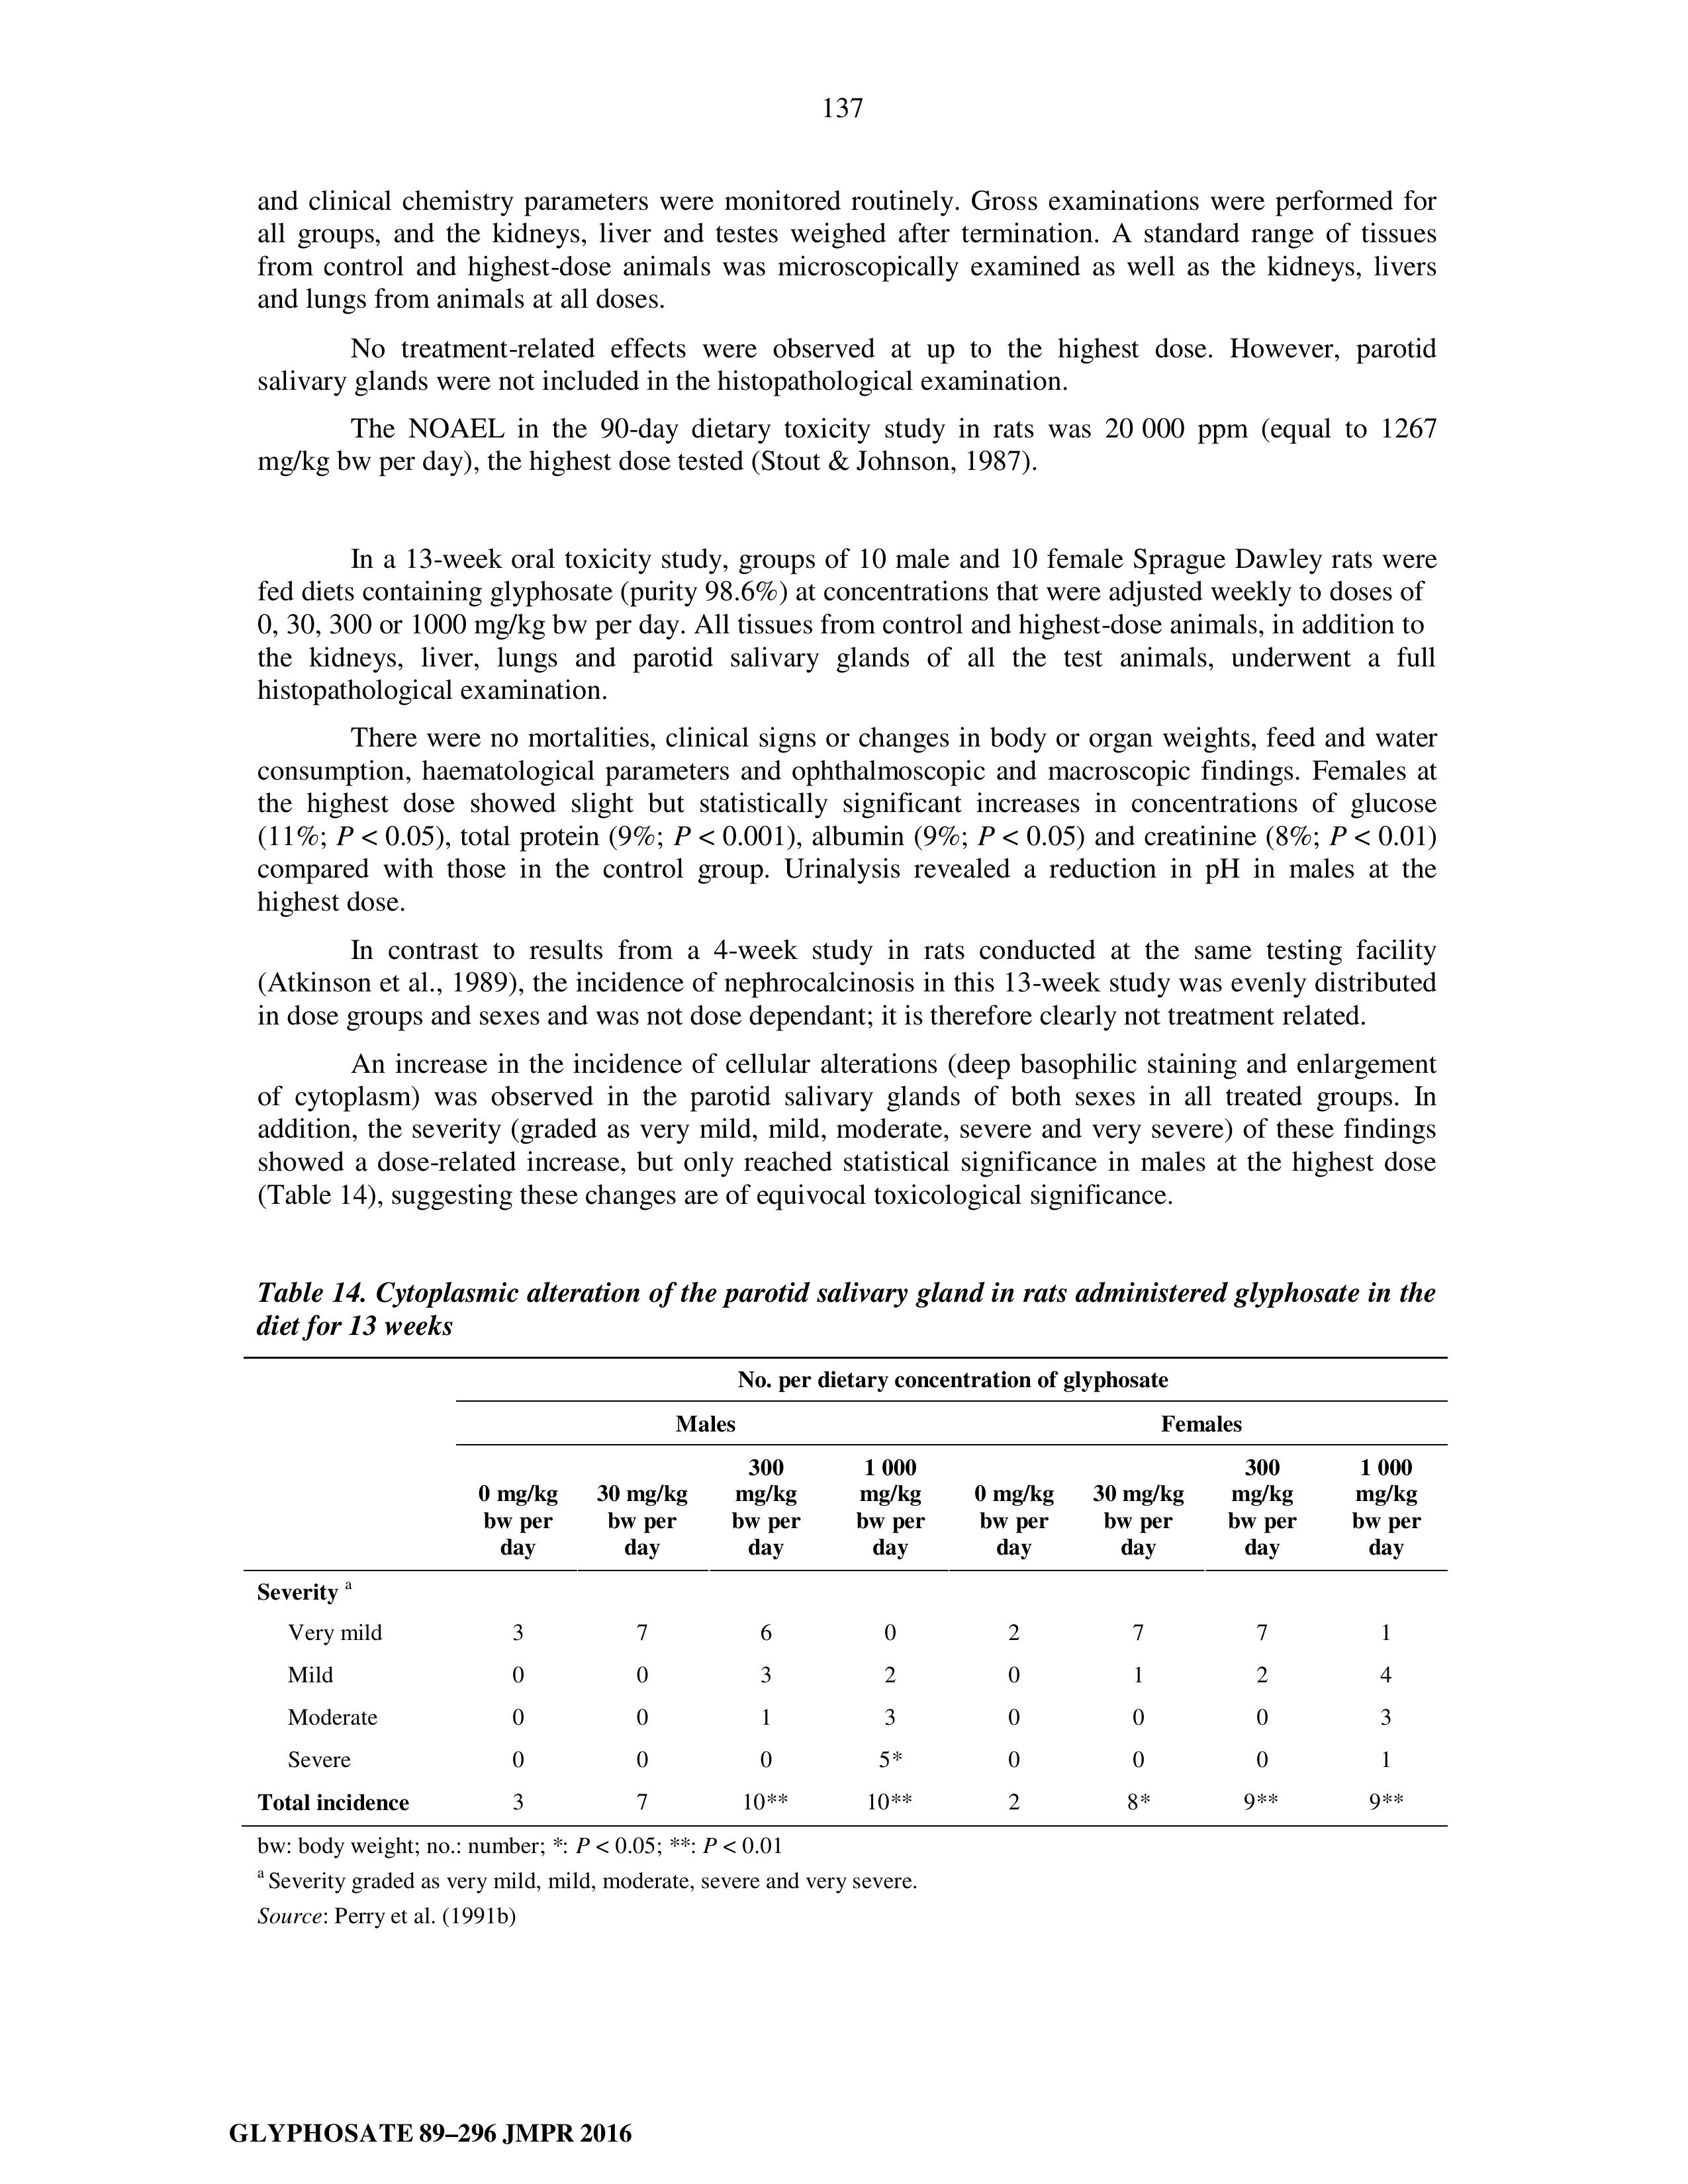 137
and clinical chemistry parameters were monitored routinely. Gross examinations were performed for
all groups, and the kidneys, liver and testes weighed after termination. A standard range of tissues
from control and highest-dose animals was microscopically examined as well as the kidneys, livers
and lungs from animals at all doses.
No treatment-related effects were observed at up to the highest dose. However, parotid
salivary glands were not included in the histopathological examination.
The NOAEL in the 90-day dietary toxicity study in rats was 20 000 ppm (equal to 1267
mg/kg bw per day), the highest dose tested (Stout & Johnson, 1987).
In a 13-week oral toxicity study, groups of 10 male and 10 female Sprague Dawley rats were
fed diets containing glyphosate (purity 98.6%) at concentrations that were adjusted weekly to doses of
0, 30, 300 or 1000 mg/kg bw per day. All tissues from control and highest-dose animals, in addition to
the kidneys, liver, lungs and parotid salivary glands of all the test animals, underwent a full
histopathological examination.
There were no mortalities, clinical signs or changes in body or organ weights, feed and water
consumption, haematological parameters and ophthalmoscopic and macroscopic findings. Females at
the highest dose showed slight but statistically significant increases in concentrations of glucose
(11%; P < 0.05), total protein (9%; P < 0.001), albumin (9%; P < 0.05) and creatinine (8%; P < 0.01)
compared with those in the control group. Urinalysis revealed a reduction in pH in males at the
highest dose.
In contrast to results from a 4-week study in rats conducted at the same testing facility
(Atkinson et al., 1989), the incidence of nephrocalcinosis in this 13-week study was evenly distributed
in dose groups and sexes and was not dose dependant; it is therefore clearly not treatment related.
An increase in the incidence of cellular alterations (deep basophilic staining and enlargement
of cytoplasm) was observed in the parotid salivary glands of both sexes in all treated groups. In
addition, the severity (graded as very mild, mild, moderate, severe and very severe) of these findings
showed a dose-related increase, but only reached statistical significance in males at the highest dose
(Table 14), suggesting these changes are of equivocal toxicological significance.
Table 14. Cytoplasmic alteration of the parotid salivary gland in rats administered glyphosate in the
diet for 13 weeks
No. per dietary concentration of glyphosate
Males Females
300 1 000 300 1 000
0 mg/kg 30 mg/kg mg/kg mg/kg 0 mg/kg 30 mg/kg mg/kg mg/kg
bw per bw per bw per bw per bw per bw per bw per bw per
day day day day day day day day
Severity a
Very mild 3 7 6 0 2 7 7 1
Mild 0 0 3 2 0 1 2 4
Moderate 0 0 1 3 0 0 0 3
Severe 0 0 0 5* 0 0 0 1
Total incidence 3 7 10** 10** 2 8* 9** 9**
bw: body weight; no.: number; *: P < 0.05; **: P < 0.01
a Severity graded as very mild, mild, moderate, severe and very severe.
Source: Perry et al. (1991b)
GLYPHOSATE 89–296 JMPR 2016